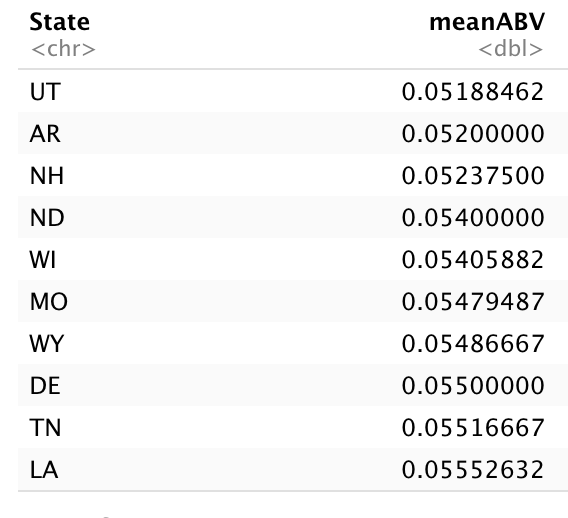 State meanABV
<chr> <dbl>
UT 0.05188462
AR 0.05200000
NH 0.05237500
ND 0.05400000
WI 0.05405882
MO 0.05479487
WY 0.05486667
DE 0.05500000
TN 0.05516667
LA 0.05552632